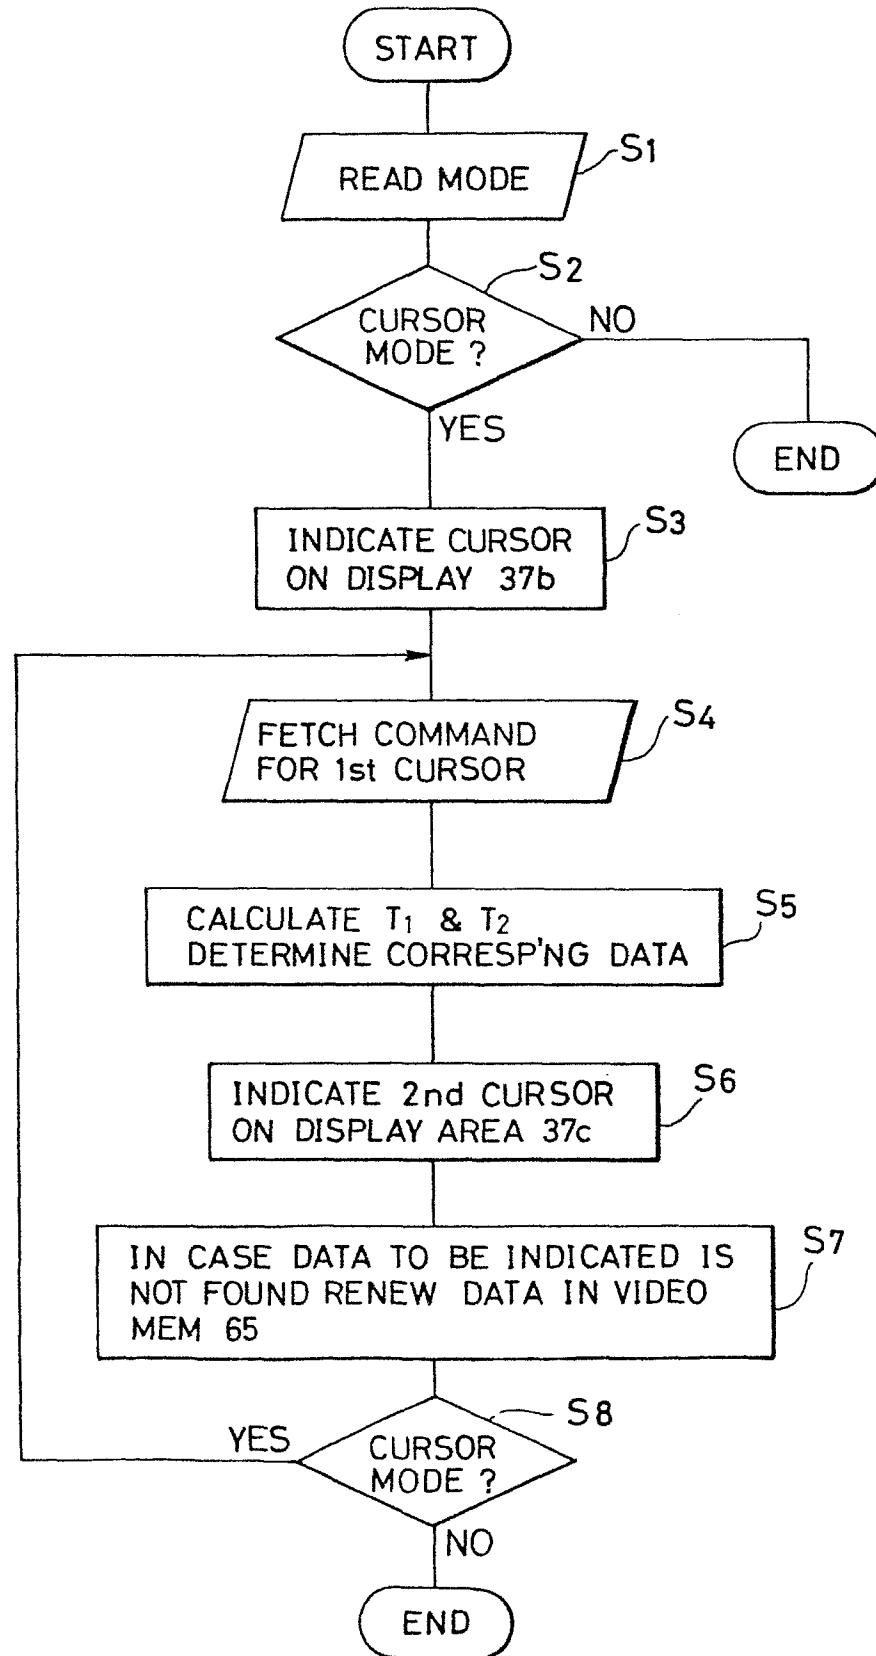 START
READ MODE
S1
CURSOR
MODE ?
S2
NO
END
YES
INDICATE CURSOR
ON DISPLAY 37b
S3
FETCH COMMAND
FOR 1st CURSOR
S4
CALCULATE T1 & T2
DETERMINE CORRESP'NG DATA
S5
INDICATE 2nd CURSOR
ON DISPLAY AREA 37c
S6
IN CASE DATA TO BE INDICATED IS
NOT FOUND RENEW DATA IN VIDEO
MEM 65
S7
CURSOR
MODE ?
S8
YES
NO
END